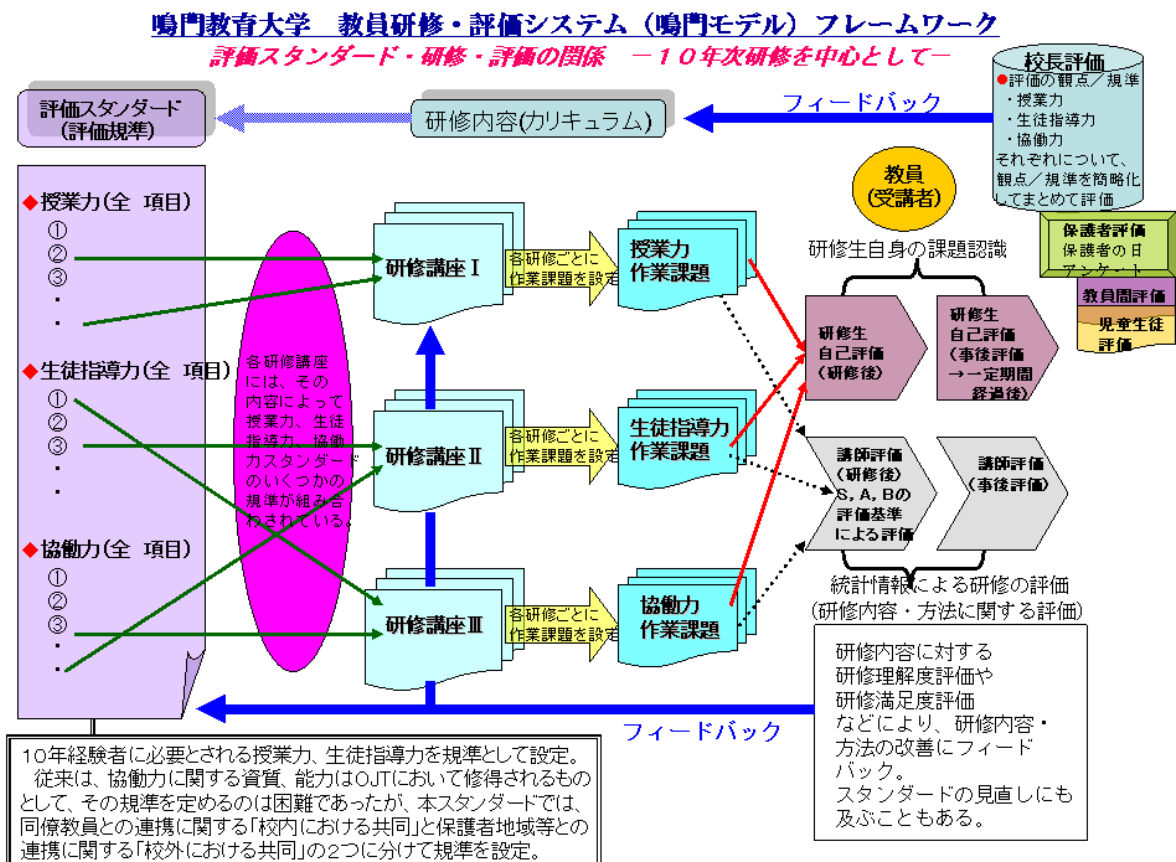 鳴門教育大学 教員研修・評価システム（鳴門モデル）フレームワーク
評価スタンダード・研修・評価の関係 －１０年次研修を中心として－
校長評価
●評価の観点／規準
・授業力
・生徒指導力
・協働力
それぞれについて、
観点／規準を簡略化
してまとめて評価
フィードバック
評価スタンダード
(評価規準)
研修内容(カリキュラム)
教員
(受講者)
保護者評価
保護者の日
アンケート
教員間評価
児童生徒
評価
研修生自身の課題認識
◆授業力(全 項目)
①
②
③
・
・
◆生徒指導力(全 項目)
①
②
③
・
・
◆協働力(全 項目)
①
②
③
・
・
各研修講座
には、その
内容によって
授業力、生徒
指導力、協働
力スタンダード
のいくつかの
規準が組み合
わされている。
研修講座Ⅰ
各研修ごとに
作業課題を設定
授業力
作業課題
研修講座Ⅱ
各研修ごとに
作業課題を設定
生徒指導力
作業課題
研修講座Ⅲ
各研修ごとに
作業課題を設定
協働力
作業課題
研修生
自己評価
(研修後)
研修生
自己評価
(事後評価
→一定期間
経過後)
講師評価
(研修後)
S, A, Bの
評価基準
による評価
講師評価
(事後評価)
統計情報による研修の評価
(研修内容・方法に関する評価)
研修内容に対する
研修理解度評価や
研修満足度評価
などにより、研修内容・
方法の改善にフィード
バック。
スタンダードの見直しにも
及ぶこともある。
フィードバック
10年経験者に必要とされる授業力、生徒指導力を規準として設定。
従来は、協働力に関する資質、能力はOJTにおいて修得されるもの
として、その規準を定めるのは困難であったが、本スタンダードでは、
同僚教員との連携に関する「校内における共同」と保護者地域等との
連携に関する「校外における共同」の２つに分けて規準を設定。